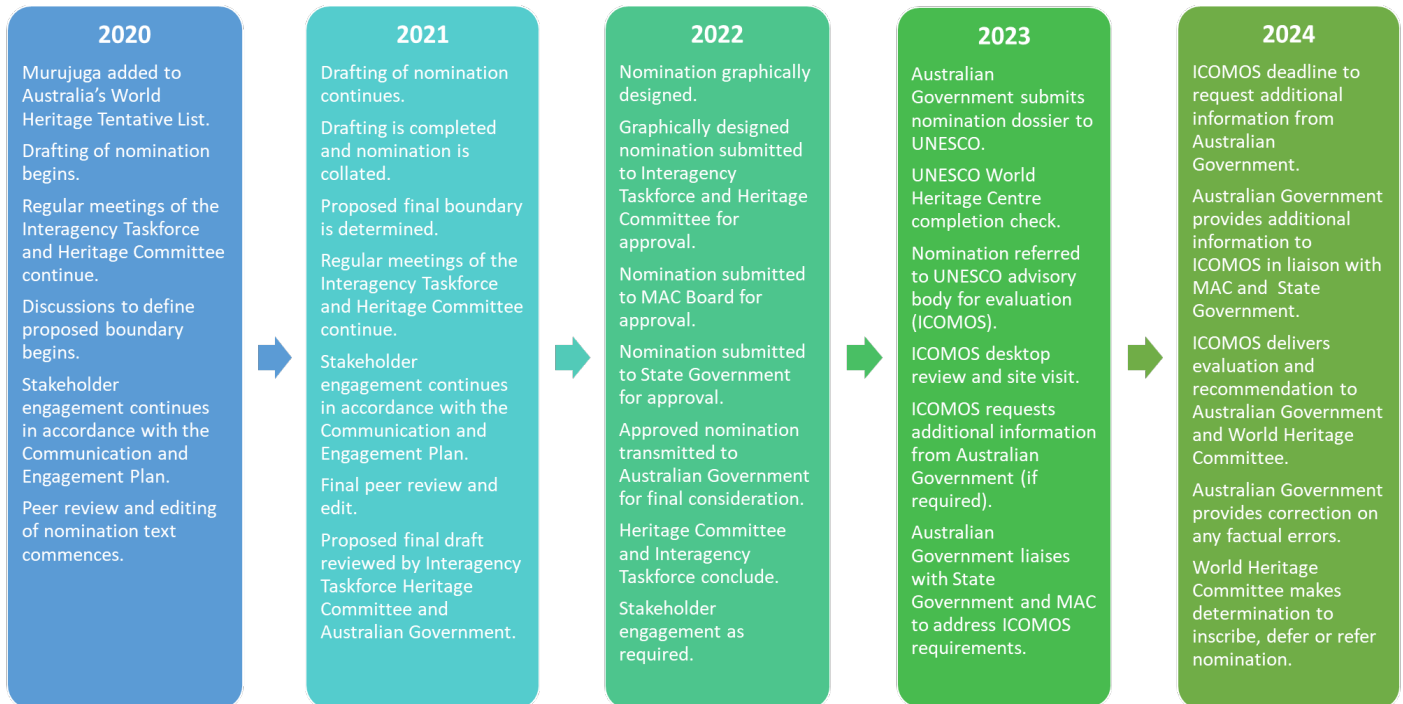 2020
Murujuga added to
Australia’s World
Heritage Tentative List.
Drafting of nomination
begins.
Regular meetings of the
Interagency Taskforce
and Heritage Committee
continue.
Discussions to define
proposed boundary
begins.
Stakeholder
engagement continues
in accordance with the
Communication and
Engagement Plan.
Peer review and editing
of nomination text
commences.
2021
Drafting of nomination
continues.
Drafting is completed
and nomination is
collated.
Proposed final boundary
is determined.
Regular meetings of the
Interagency Taskforce
and Heritage Committee
continue.
Stakeholder
engagement continues
in accordance with the
Communication and
Engagement Plan.
Final peer review and
edit.
Proposed final draft
reviewed by Interagency
Taskforce Heritage
Committee and
Australian Government.
2022
Nomination graphically
designed.
Graphically designed
nomination submitted
to Interagency
Taskforce and Heritage
Committee for
approval.
Nomination submitted
to MAC Board for
approval.
Nomination submitted
to State Government
for approval.
Approved nomination
transmitted to
Australian Government
for final consideration.
Heritage Committee
and Interagency
Taskforce conclude.
Stakeholder
engagement as
required.
2023
Australian
Government submits
nomination dossier to
UNESCO.
UNESCO World
Heritage Centre
completion check.
Nomination referred
to UNESCO advisory
body for evaluation
(ICOMOS).
ICOMOS desktop
review and site visit.
ICOMOS requests
additional information
from Australian
Government (if
required).
Australian
Government liaises
with State
Government and MAC
to address ICOMOS
requirements.
2024
ICOMOS deadline to
request additional
information from
Australian
Government.
Australian Government
provides additional
information to
ICOMOS in liaison with
MAC and State
Government.
ICOMOS delivers
evaluation and
recommendation to
Australian Government
and World Heritage
Committee.
Australian Government
provides correction on
any factual errors.
World Heritage
Committee makes
determination to
inscribe, defer or refer
nomination.